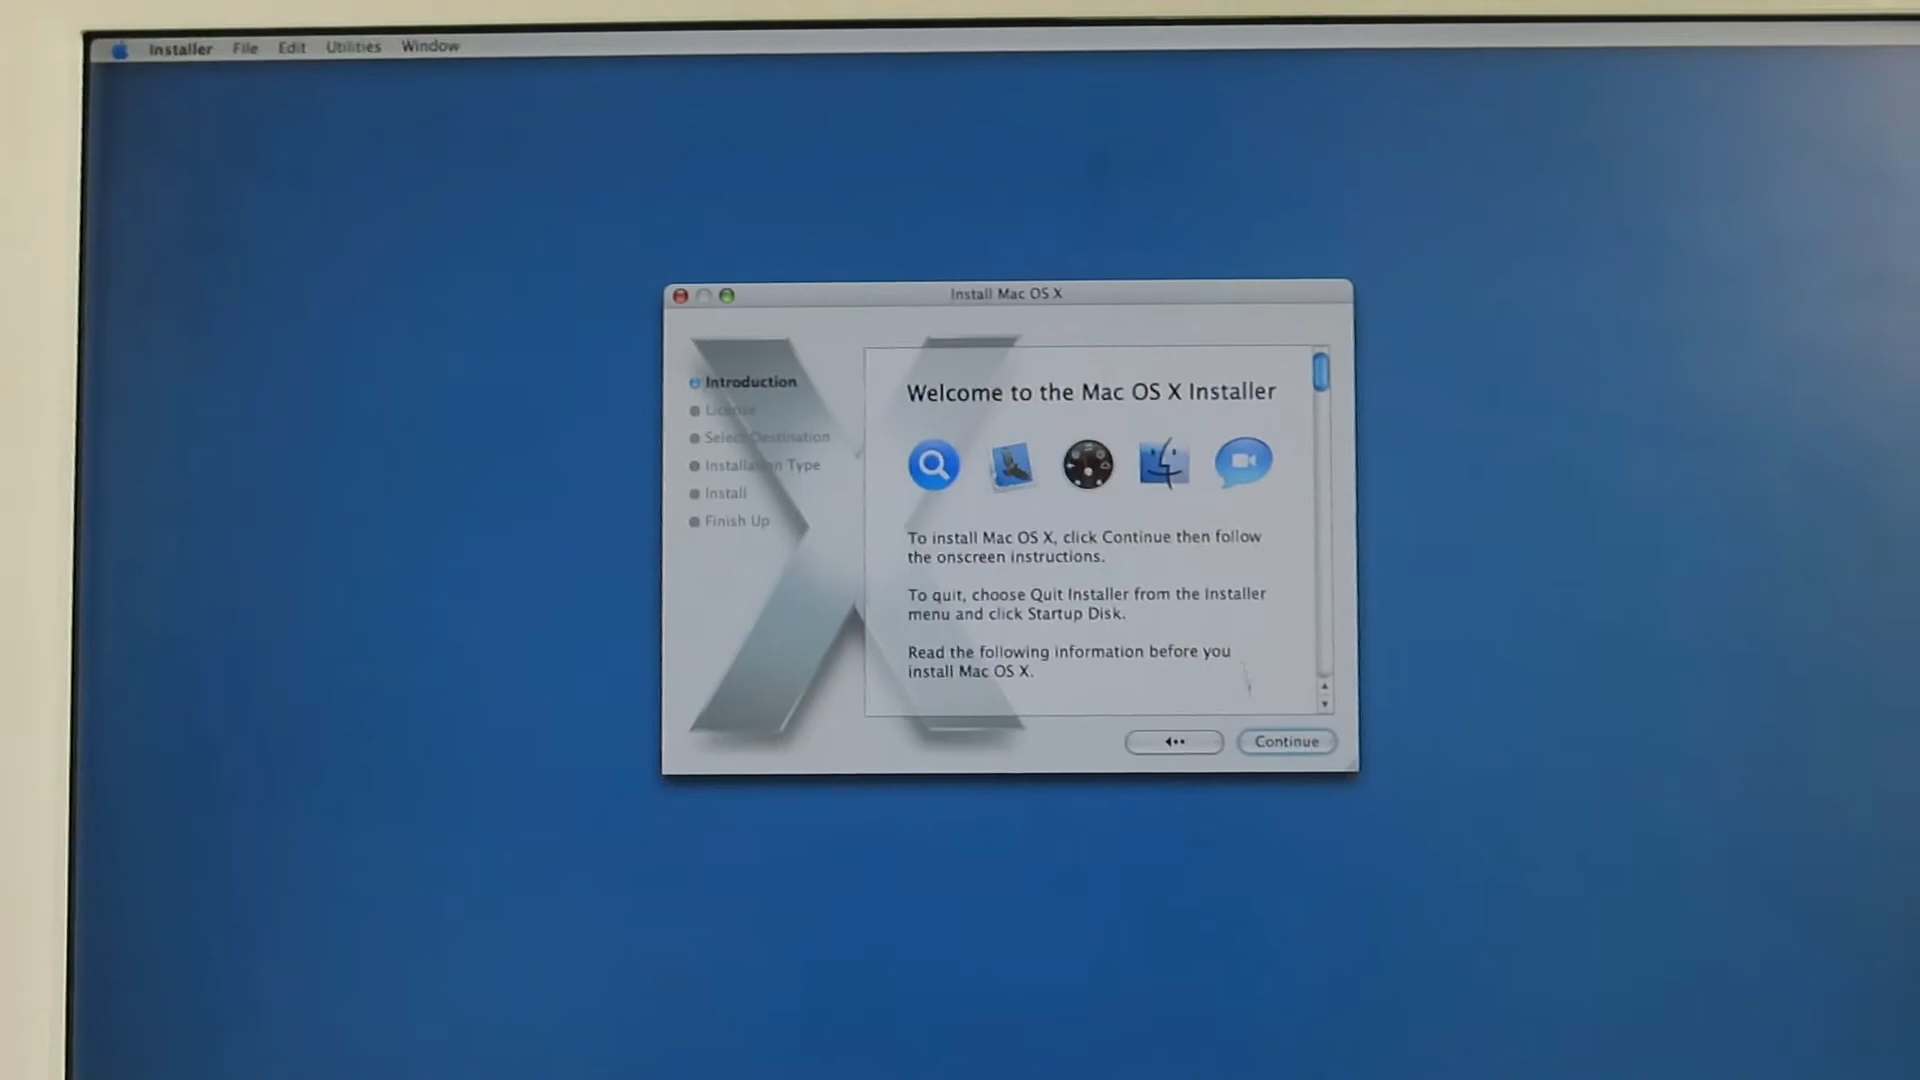 Installer File Edit Utilities Window
Install Mac OS X
Introduction
License
Select Destination
Installation Type
Install
Finish Up
Welcome to the Mac OS X Installer
To install Mac OS X, click Continue then follow
the onscreen instructions.
To quit, choose Quit Installer from the Installer
menu and click Startup Disk.
Read the following information before you
install Mac OS X.
Continue